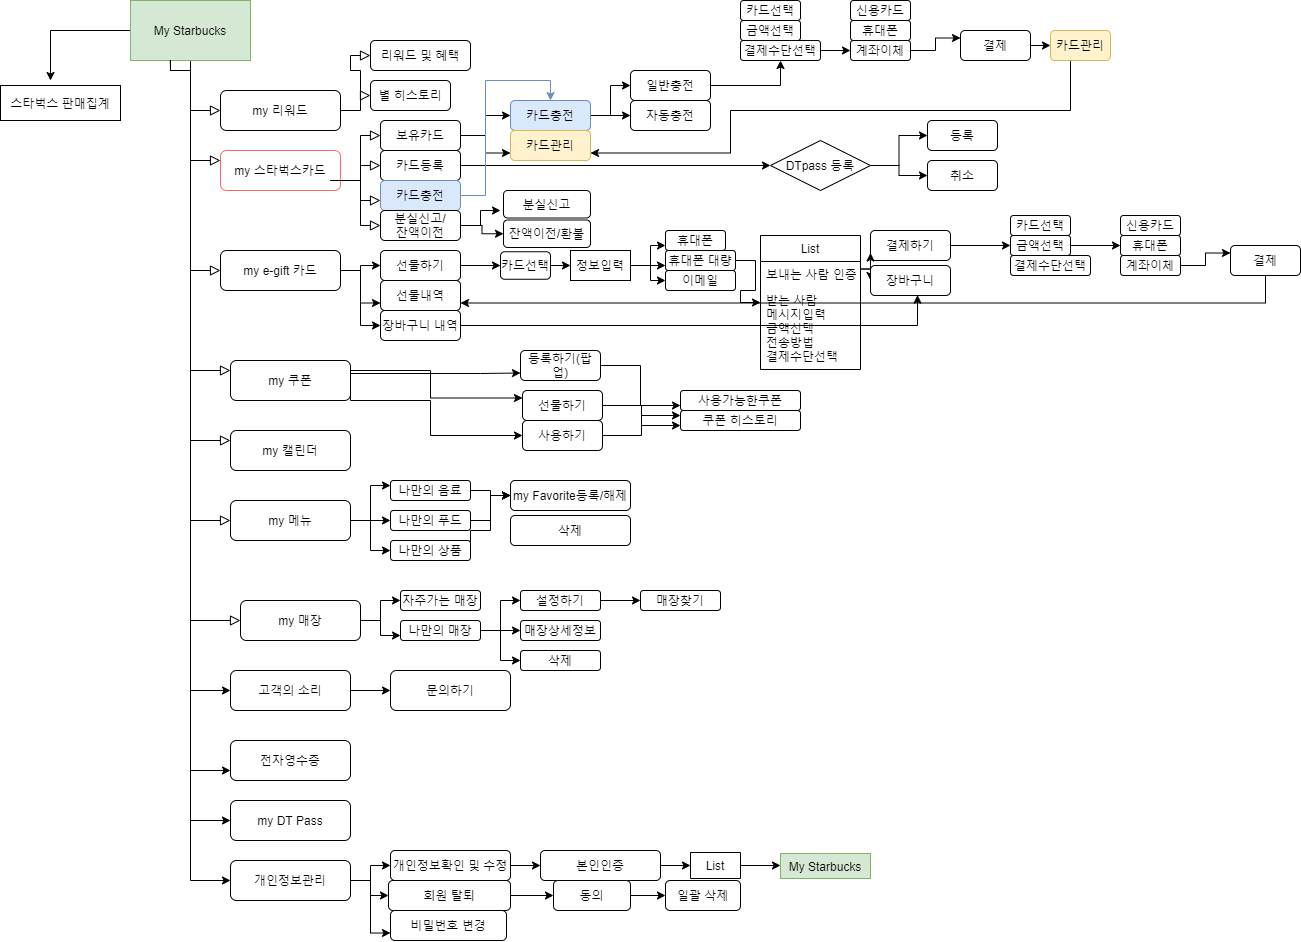 My Starbucks
스타벅스 판매집계
my 리워드
리워드 및 혜택
별 히스토리
my 스타벅스카드
보유카드
카드등록
카드충전
분실신고/
잔액이전
카드충전
카드관리
일반충전
자동충전
카드선택
금액선택
결제수단선택
신용카드
휴대폰
계좌이체
결제
카드관리
DTpass 등록
등록
취소
분실신고
잔액이전/환불
my e-gift 카드
선물하기
선물내역
장바구니 내역
카드선택
정보입력
휴대폰
휴대폰 대량
이메일
List
보내는 사람 인증
받는 사람
메시지입력
금액선택
전송방법
결제수단선택
결제하기
장바구니
카드선택
금액선택
결제수단선택
신용카드
휴대폰
계좌이체
결제
my 쿠폰
등록하기(팝
업)
선물하기
사용하기
사용가능한쿠폰
쿠폰 히스토리
my 캘린더
my 메뉴
나만의 음료
나만의 푸드
나만의 상품
my Favorite등록/해제
삭제
my 매장
자주가는 매장
나만의 매장
설정하기
매장상세정보
삭제
매장찾기
고객의 소리
문의하기
전자영수증
my DT Pass
개인정보관리
개인정보확인 및 수정
회원 탈퇴
비밀번호 변경
본인인증
List
My Starbucks
동의
일괄 삭제